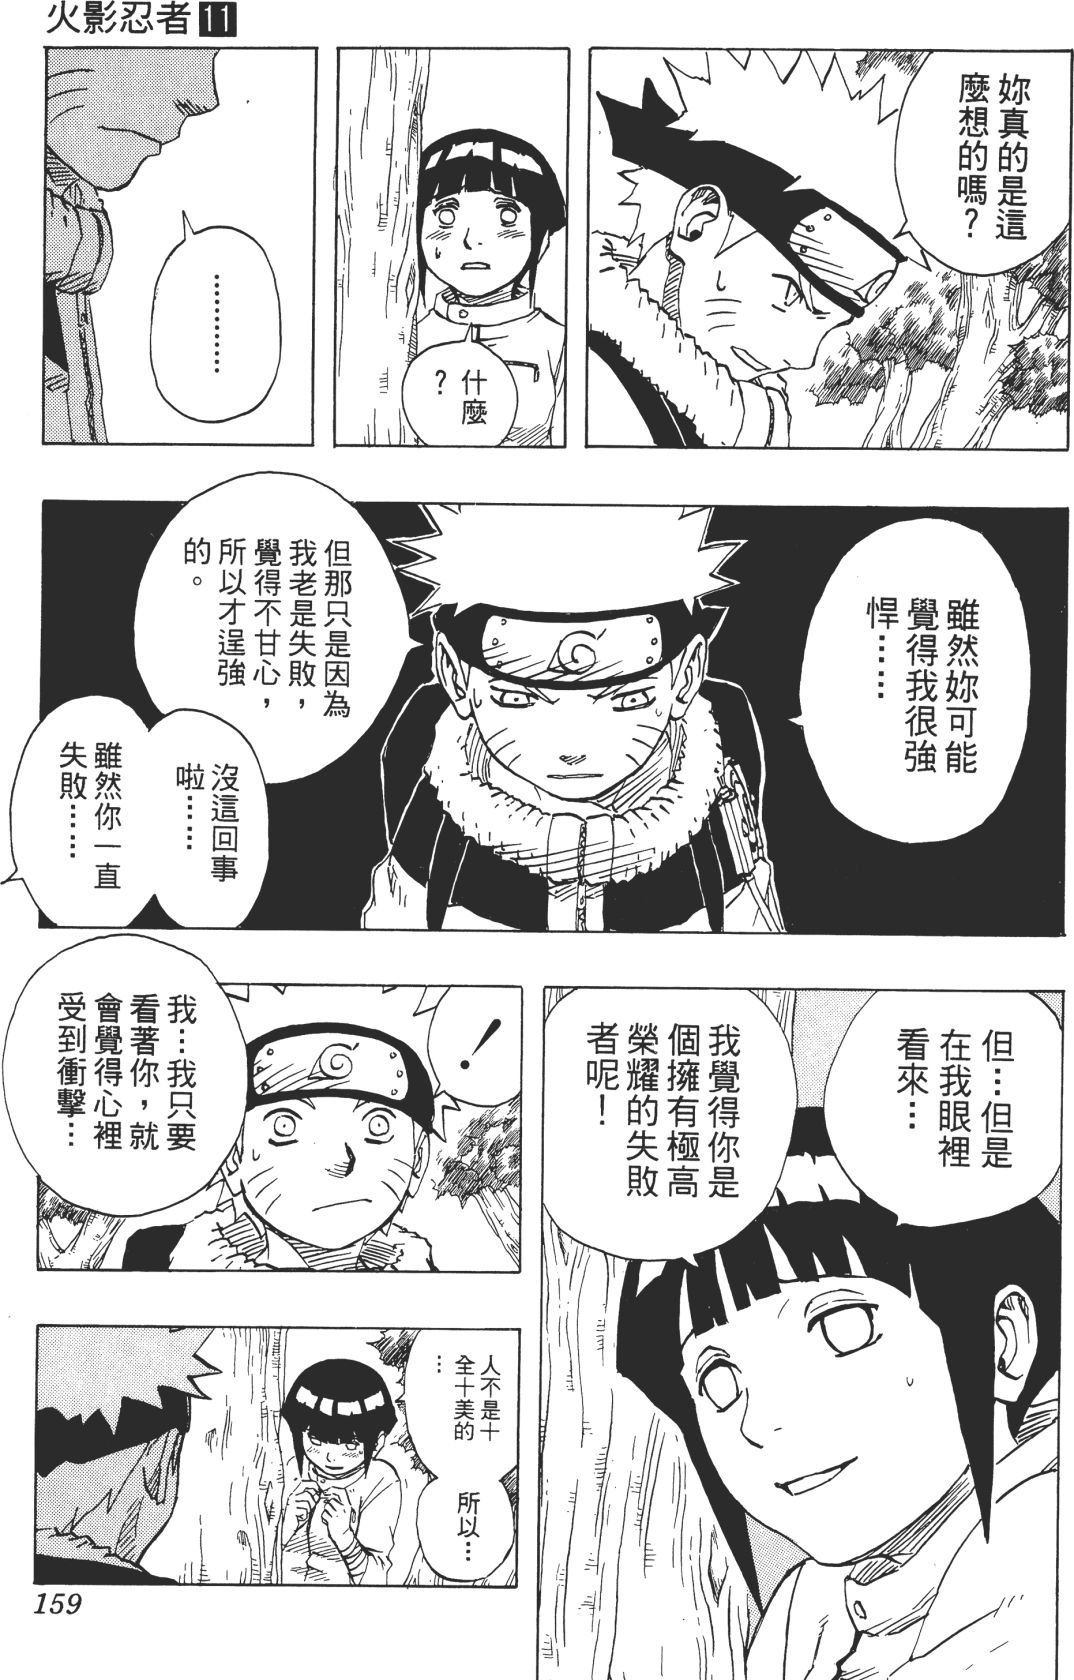 火影忍者11
妳真的是這
麼想的嗎？
什麼
？
…………
雖然妳可能
覺得我很強
悍……
但那只是因為
我老是失敗，
覺得不甘心，
所以才逞強
的。
沒這回事
啦……
雖然你一直
失敗……
但…但是
在我眼裡
看來…
我覺得你是
個擁有極高
榮耀的失敗
者呢！
！
我…我只要
看著你，就
會覺得心裡
受到衝擊…
人不是十
全十美的
…
所以…
159